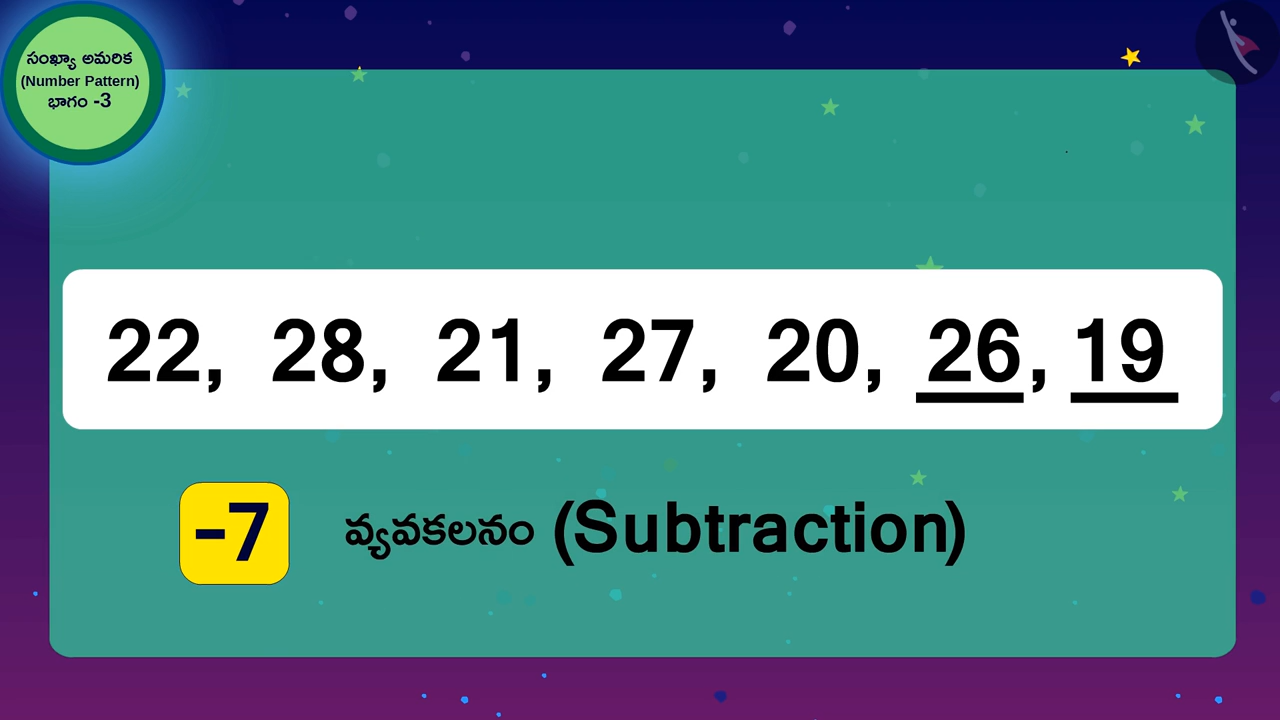 సంఖ్యా అమరిక
(Number Pattern)
భాగం -3
22, 28, 21, 27, 20, 26, 19
-7 వ్యవకలనం (Subtraction)